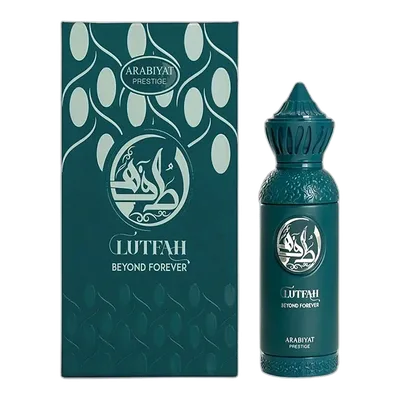 ARABIYAT
PRESTIGE
LUTFAH
BEYOND FOREVER
LUTFAH
BEYOND FOREVER
ARABIYAT
PRESTIGE